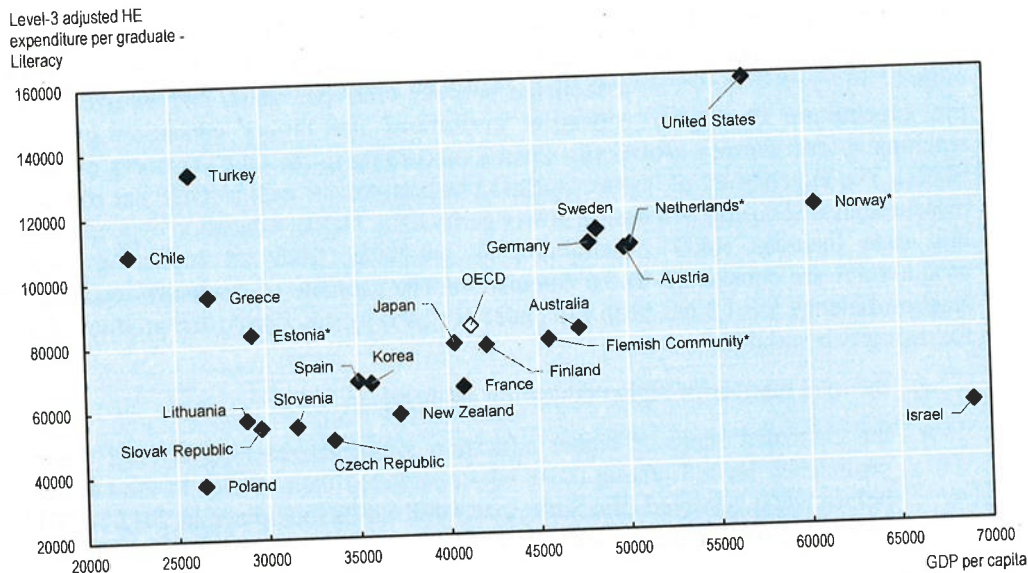 Level-3 adjusted HE
expenditure per graduate -
Literacy
160000
140000
120000
100000
80000
60000
40000
20000
United States
Turkey
Norway*
Netherlands*
Sweden
Germany
Austria
Chile
OECD
Greece
Japan
Australia
Estonia*
Flemish Community*
Korea
Finland
Spain
France
Slovenia
Lithuania
New Zealand
Israel
Slovak Republic
Czech Republic
Poland
20000 25000 30000 35000 40000 45000 50000 55000 60000 65000 70000
GDP per capita